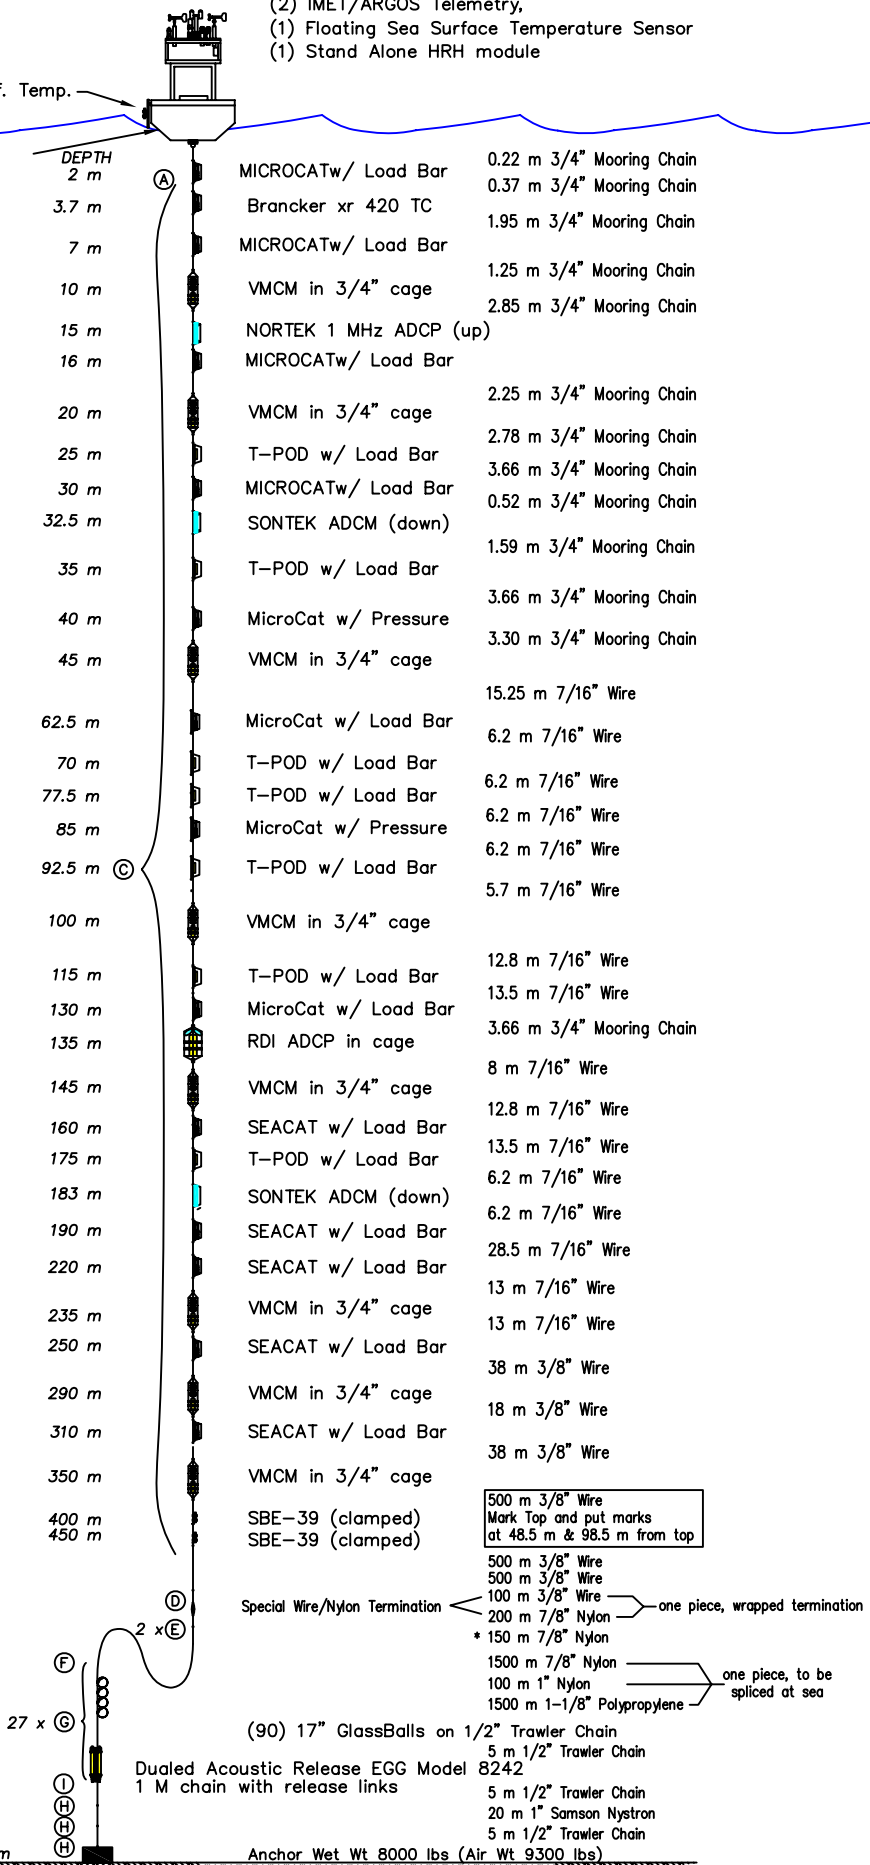 (2) IMET/ARGOS Telemetry,
(1) Floating Sea Surface Temperature Sensor
(1) Stand Alone HRH module
f. Temp.
DEPTH
0.22 m 3/4" Mooring Chain
2 m A MICROCATw/ Load Bar
0.37 m 3/4" Mooring Chain
3.7 m Brancker xr 420 TC
1.95 m 3/4" Mooring Chain
7 m MICROCATw/ Load Bar
1.25 m 3/4" Mooring Chain
10 m VMCM in 3/4" cage
2.85 m 3/4" Mooring Chain
15 m NORTEK 1 MHz ADCP (up)
16 m MICROCATw/ Load Bar
2.25 m 3/4" Mooring Chain
20 m VMCM in 3/4" cage
2.78 m 3/4" Mooring Chain
25 m T-POD w/ Load Bar
3.66 m 3/4" Mooring Chain
30 m MICROCATw/ Load Bar
0.52 m 3/4" Mooring Chain
32.5 m SONTEK ADCM (down)
1.59 m 3/4" Mooring Chain
35 m T-POD w/ Load Bar
3.66 m 3/4" Mooring Chain
40 m MicroCat w/ Pressure
3.30 m 3/4" Mooring Chain
45 m VMCM in 3/4" cage
15.25 m 7/16" Wire
62.5 m MicroCat w/ Load Bar
6.2 m 7/16" Wire
70 m T-POD w/ Load Bar
6.2 m 7/16" Wire
77.5 m T-POD w/ Load Bar
6.2 m 7/16" Wire
85 m MicroCat w/ Pressure
6.2 m 7/16" Wire
92.5 m C T-POD w/ Load Bar
5.7 m 7/16" Wire
100 m VMCM in 3/4" cage
12.8 m 7/16" Wire
115 m T-POD w/ Load Bar
13.5 m 7/16" Wire
130 m MicroCat w/ Load Bar
3.66 m 3/4" Mooring Chain
135 m RDI ADCP in cage
8 m 7/16" Wire
145 m VMCM in 3/4" cage
12.8 m 7/16" Wire
160 m SEACAT w/ Load Bar
13.5 m 7/16" Wire
175 m T-POD w/ Load Bar
6.2 m 7/16" Wire
183 m SONTEK ADCM (down)
6.2 m 7/16" Wire
190 m SEACAT w/ Load Bar
28.5 m 7/16" Wire
220 m SEACAT w/ Load Bar
13 m 7/16" Wire
235 m VMCM in 3/4" cage
13 m 7/16" Wire
250 m SEACAT w/ Load Bar
38 m 3/8" Wire
290 m VMCM in 3/4" cage
18 m 3/8" Wire
310 m SEACAT w/ Load Bar
38 m 3/8" Wire
350 m VMCM in 3/4" cage
500 m 3/8" Wire
Mark Top and put marks
at 48.5 m & 98.5 m from top
400 m SBE-39 (clamped)
450 m SBE-39 (clamped)
500 m 3/8" Wire
500 m 3/8" Wire
D Special Wire/Nylon Termination
100 m 3/8" Wire
200 m 7/8" Nylon
one piece, wrapped termination
2 x E * 150 m 7/8" Nylon
F 1500 m 7/8" Nylon
100 m 1" Nylon
1500 m 1-1/8" Polypropylene
one piece, to be
spliced at sea
27 x G (90) 17" GlassBalls on 1/2" Trawler Chain
5 m 1/2" Trawler Chain
Dualed Acoustic Release EGG Model 8242
I 1 M chain with release links
5 m 1/2" Trawler Chain
H 20 m 1" Samson Nystron
H 5 m 1/2" Trawler Chain
H
m Anchor Wet Wt 8000 lbs (Air Wt 9300 lbs)